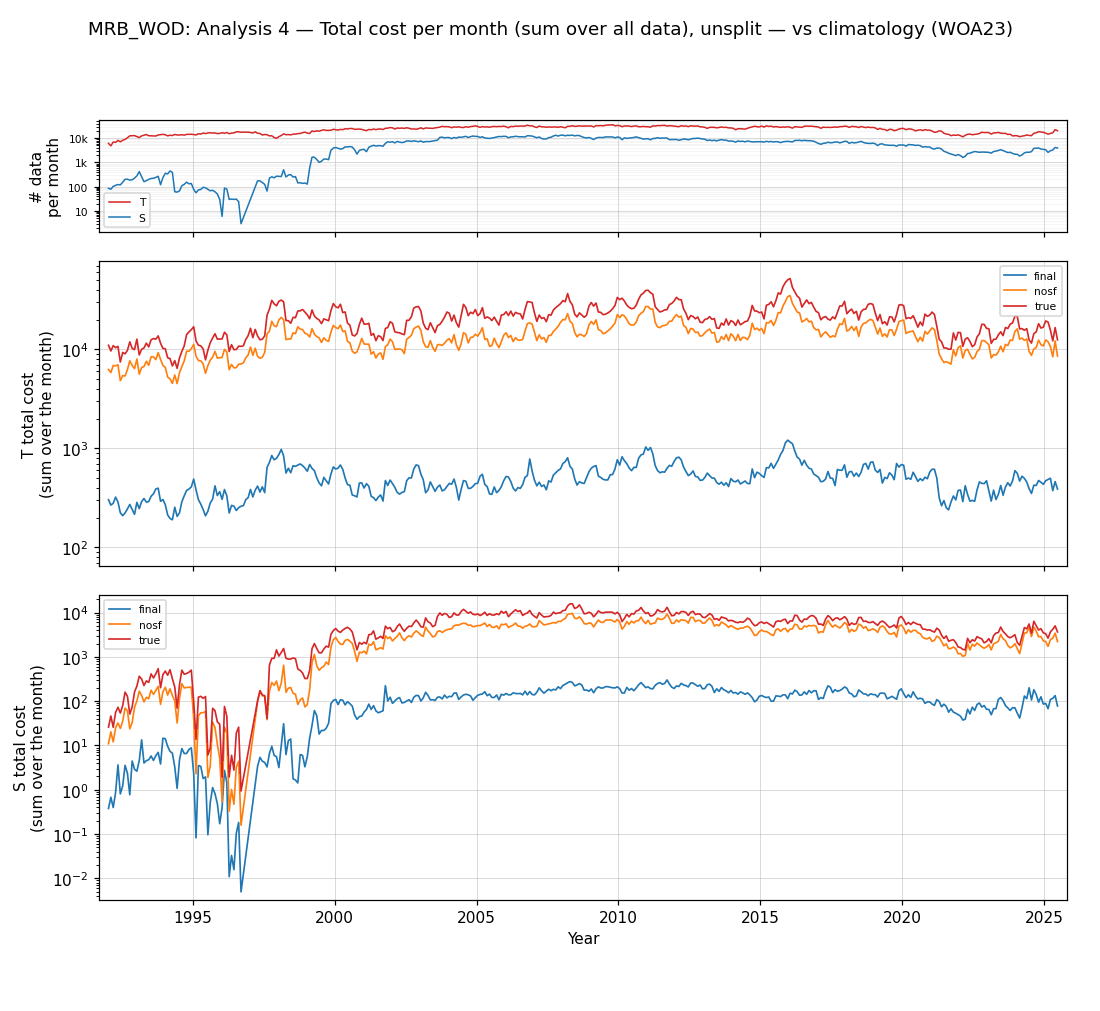 MRB_WOD: Analysis 4 — Total cost per month (sum over all data), unsplit — vs climatology (WOA23)
# data
per month
10k
1k
100
10
T
S
T total cost
(sum over the month)
10⁴
10³
10²
final
nosf
true
S total cost
(sum over the month)
10⁴
10³
10²
10¹
10⁰
10⁻¹
10⁻²
final
nosf
true
1995
2000
2005
2010
2015
2020
2025
Year